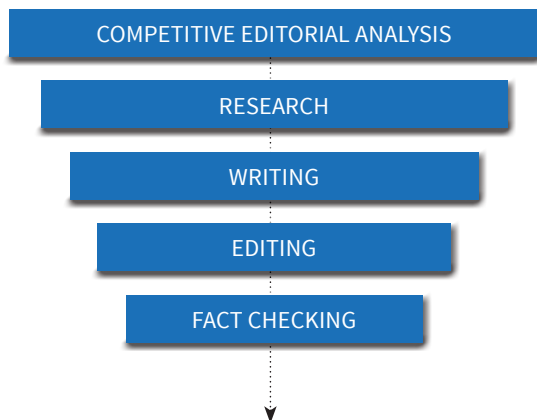 COMPETITIVE EDITORIAL ANALYSIS
RESEARCH
WRITING
EDITING
FACT CHECKING